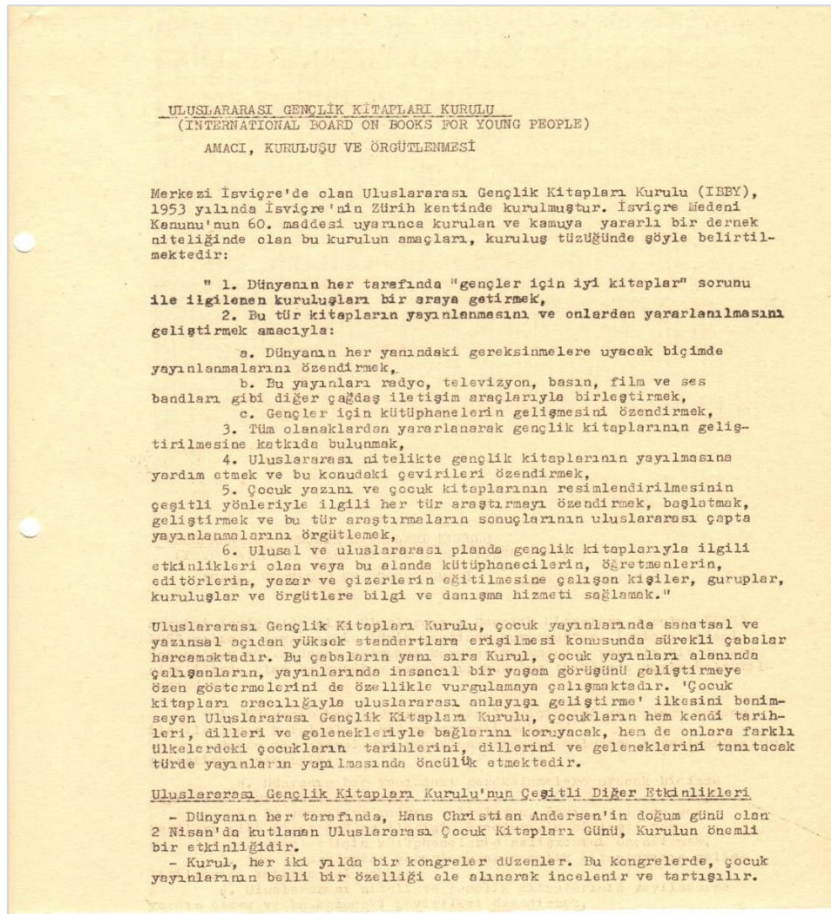 ULUSLARARASI GENÇLİK KİTAPLARI KURULU
(INTERNATIONAL BOARD ON BOOKS FOR YOUNG PEOPLE)
AMACI, KURULUŞU VE ÖRGÜTLENMESİ
Merkezi İsviçre'de olan Uluslararası Gençlik Kitapları Kurulu (IBBY),
1953 yılında İsviçre'nin Zürih kentinde kurulmuştur. İsviçre Medeni
Kanunu'nun 60. maddesi uyarınca kurulan ve kamuya yararlı bir dernek
niteliğinde olan bu kurulun amaçları, kuruluş tüzüğünde şöyle belirtil-
mektedir:
" 1. Dünyanın her tarafında "gençler için iyi kitaplar" sorunu
ile ilgilenen kuruluşları bir araya getirmek,
2. Bu tür kitapların yayınlanmasını ve onlardan yararlanılmasını
geliştirmek amacıyla:
a. Dünyanın her yanındaki gereksinmelere uyacak biçimde
yayınlanmalarını özendirmek,
b. Bu yayınları radyo, televizyon, basın, film ve ses
bandları gibi diğer çağdaş iletişim araçlarıyla birleştirmek,
c. Gençler için kütüphanelerin gelişmesini özendirmek,
3. Tüm olanaklardan yararlanarak gençlik kitaplarının geliş-
tirilmesine katkıda bulunmak,
4. Uluslararası nitelikte gençlik kitaplarının yayılmasına
yardım etmek ve bu konudaki çevirileri özendirmek,
5. Çocuk yazını ve çocuk kitaplarının resimlendirilmesinin
çeşitli yönleriyle ilgili her tür araştırmayı özendirmek, başlatmak,
geliştirmek ve bu tür araştırmaların sonuçlarının uluslararası çapta
yayınlanmalarını örgütlemek,
6. Ulusal ve uluslararası planda gençlik kitaplarıyla ilgili
etkinlikleri olan veya bu alanda kütüphanecilerin, öğretmenlerin,
editörlerin, yazar ve çizerlerin eğitilmesine çalışan kişiler, guruplar,
kuruluşlar ve örgütlere bilgi ve danışma hizmeti sağlamak."
Uluslararası Gençlik Kitapları Kurulu, çocuk yayınlarında sanatsal ve
yazınsal açıdan yüksek standartlara erişilmesi konusunda sürekli çabalar
harcamaktadır. Bu çabaların yanı sıra Kurul, çocuk yayınları alanında
çalışanların, yayınlarında insancıl bir yaşam görüşünü geliştirmeye
özen göstermelerini de özellikle vurgulamaya çalışmaktadır. 'Çocuk
kitapları aracılığıyla uluslararası anlayışı geliştirme' ilkesini benim-
seyen Uluslararası Gençlik Kitapları Kurulu, çocukların hem kendi tarih-
leri, dilleri ve gelenekleriyle bağlarını koruyacak, hem de onlara farklı
ülkelerdeki çocukların tarihlerini, dillerini ve geleneklerini tanıtacak
türde yayınların yapılmasında öncülük etmektedir.
Uluslararası Gençlik Kitapları Kurulu'nun Çeşitli Diğer Etkinlikleri
- Dünyanın her tarafında, Hans Christian Andersen'in doğum günü olan
2 Nisan'da kutlanan Uluslararası Çocuk Kitapları Günü, Kurulun önemli
bir etkinliğidir.
- Kurul, her iki yılda bir kongreler düzenler. Bu kongrelerde, çocuk
yayınlarının belli bir özelliği ele alınarak incelenir ve tartışılır.